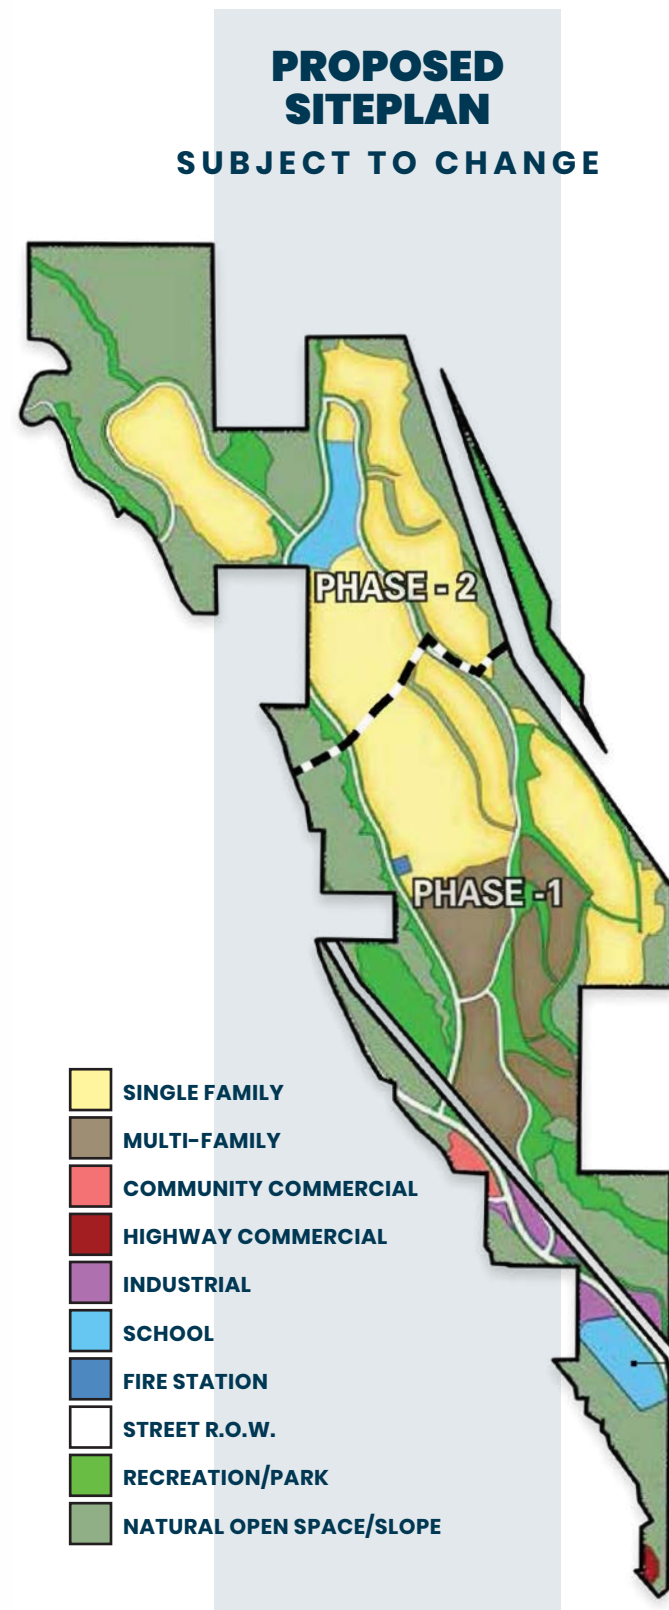 PROPOSED
SITEPLAN
SUBJECT TO CHANGE
PHASE - 2
PHASE -1
SINGLE FAMILY
MULTI-FAMILY
COMMUNITY COMMERCIAL
HIGHWAY COMMERCIAL
INDUSTRIAL
SCHOOL
FIRE STATION
STREET R.O.W.
RECREATION/PARK
NATURAL OPEN SPACE/SLOPE